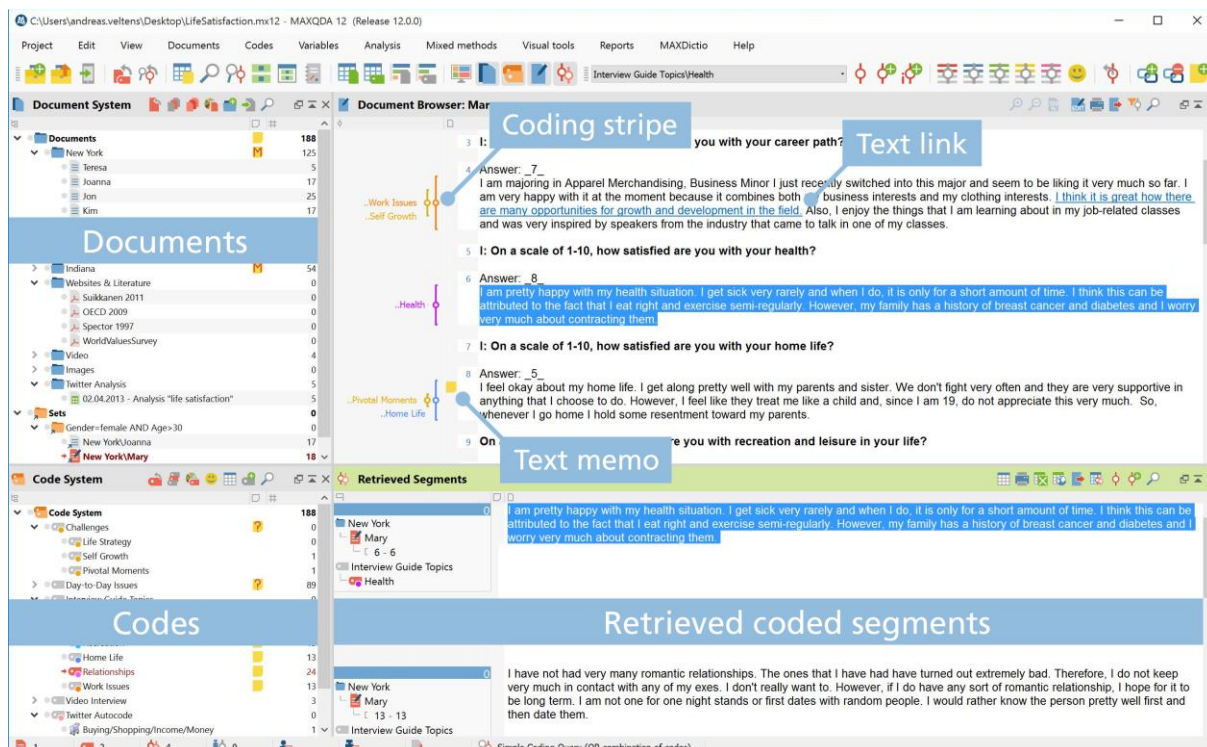 C:\Users\andreas.veltens\Desktop\LifeSatisfaction.mx12 - MAXQDA 12 (Release 12.0.0)
Project Edit View Documents Codes Variables Analysis Mixed methods Visual tools Reports MAXDictio Help
Interview Guide Topics\Health
Document System
Documents 188
New York M 125
Teresa 5
Joanna 17
Jon 25
Kim 17
Documents
Indiana M 54
Websites & Literature 0
Suikkanen 2011 0
OECD 2009 0
Spector 1997 0
WorldValuesSurvey 0
Video 4
Images 0
Twitter Analysis 5
02.04.2013 - Analysis "life satisfaction" 5
Sets 0
Gender=female AND Age>30 0
New York\Joanna 17
New York\Mary 18
Document Browser: Mar
Coding stripe
Text link
3 I: you with your career path?
4 Answer: _7_
I am majoring in Apparel Merchandising, Business Minor I just recently switched into this major and seem to be liking it very much so far. I
am very happy with it at the moment because it combines both business interests and my clothing interests. I think it is great how there
..Work Issues
are many opportunities for growth and development in the field. Also, I enjoy the things that I am learning about in my job-related classes
..Self Growth
and was very inspired by speakers from the industry that came to talk in one of my classes.
5 I: On a scale of 1-10, how satisfied are you with your health?
6 Answer: _8_
I am pretty happy with my health situation. I get sick very rarely and when I do, it is only for a short amount of time. I think this can be
..Health
attributed to the fact that I eat right and exercise semi-regularly. However, my family has a history of breast cancer and diabetes and I worry
very much about contracting them.
7 I: On a scale of 1-10, how satisfied are you with your home life?
8 Answer: _5_
I feel okay about my home life. I get along pretty well with my parents and sister. We don't fight very often and they are very supportive in
..Pivotal Moments
anything that I choose to do. However, I feel like they treat me like a child and, since I am 19, do not appreciate this very much. So,
..Home Life
whenever I go home I hold some resentment toward my parents.
9 On re you with recreation and leisure in your life?
Text memo
Code System
Code System 188
Challenges ? 0
Life Strategy 0
Self Growth 1
Pivotal Moments 1
Day-to-Day Issues ? 89
Interview Guide Topics 0
Codes
Home Life 13
Relationships 24
Work Issues 13
Video Interview 3
Twitter Autocode 0
Buying/Shopping/Income/Money 1
Retrieved Segments
0
New York
Mary
6 - 6
Interview Guide Topics
Health
I am pretty happy with my health situation. I get sick very rarely and when I do, it is only for a short amount of time. I think this can be
attributed to the fact that I eat right and exercise semi-regularly. However, my family has a history of breast cancer and diabetes and I
worry very much about contracting them.
Retrieved coded segments
0
New York
Mary
13 - 13
Interview Guide Topics
I have not had very many romantic relationships. The ones that I have had have turned out extremely bad. Therefore, I do not keep
very much in contact with any of my exes. I don't really want to. However, if I do have any sort of romantic relationship, I hope for it to
be long term. I am not one for one night stands or first dates with random people. I would rather know the person pretty well first and
then date them.
Simple Coding Query (OR combination of codes)